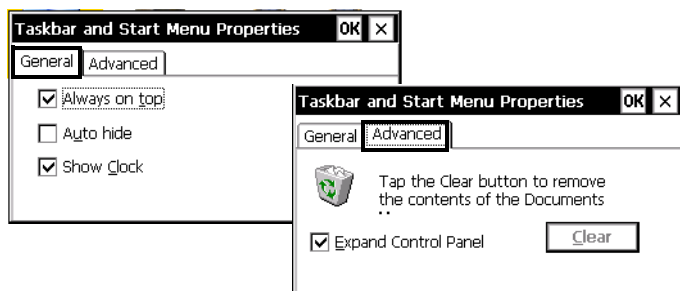 Taskbar and Start Menu Properties OK ×
General Advanced
Always on top
Auto hide
Show Clock
Taskbar and Start Menu Properties OK ×
General Advanced
Tap the Clear button to remove
the contents of the Documents
Expand Control Panel Clear